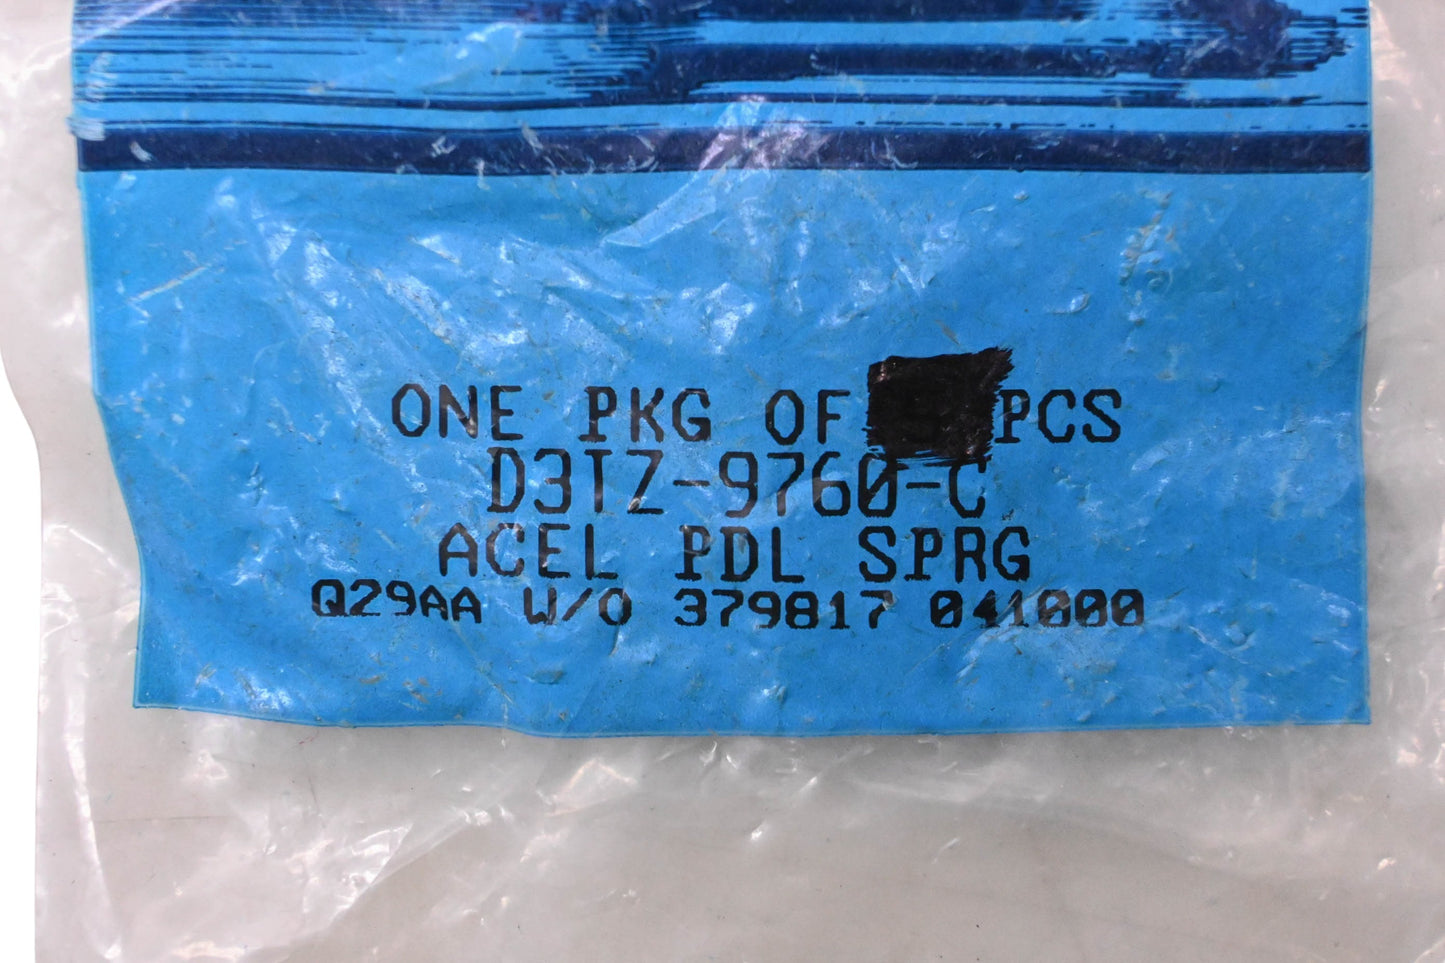 ONE PKG OF PCS
D3TZ-9760-C
ACEL PDL SPRG
Q29AA W/O 379817 041000